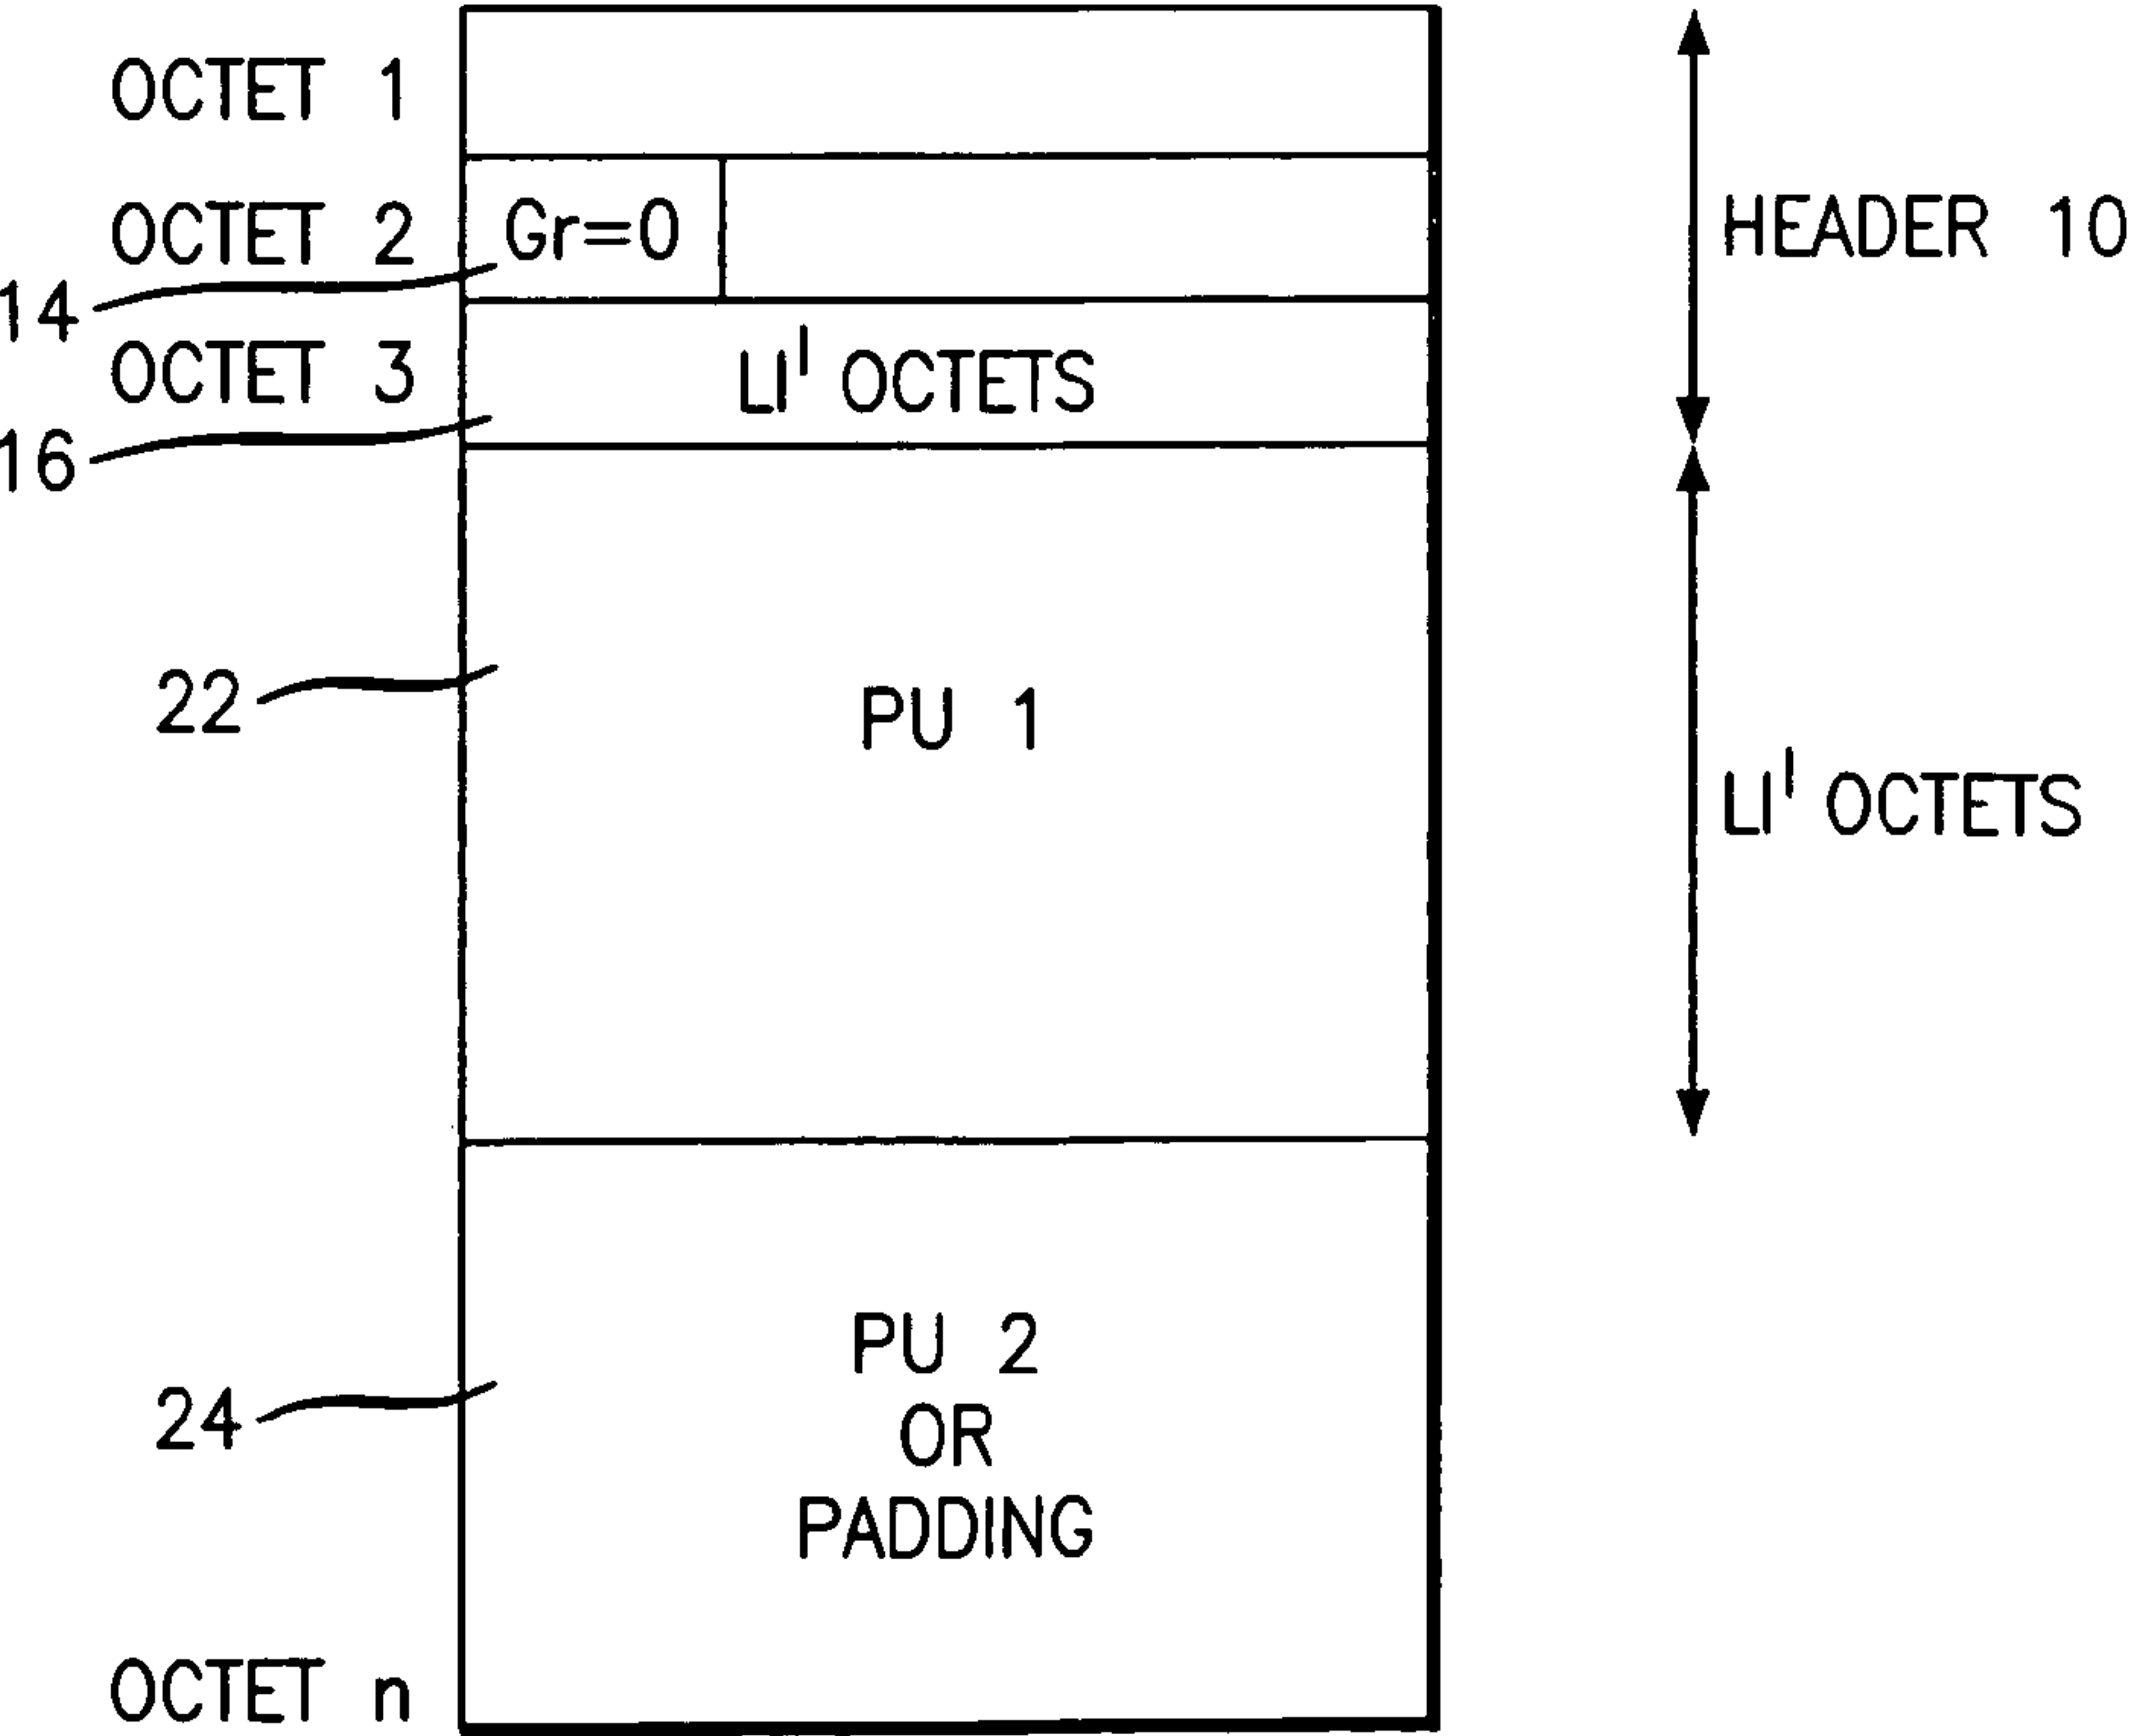 OCTET 1
OCTET 2
Gr=0
HEADER 10
14
OCTET 3
LI' OCTETS
16
22
PU 1
LI' OCTETS
24
PU 2
OR
PADDING
OCTET n